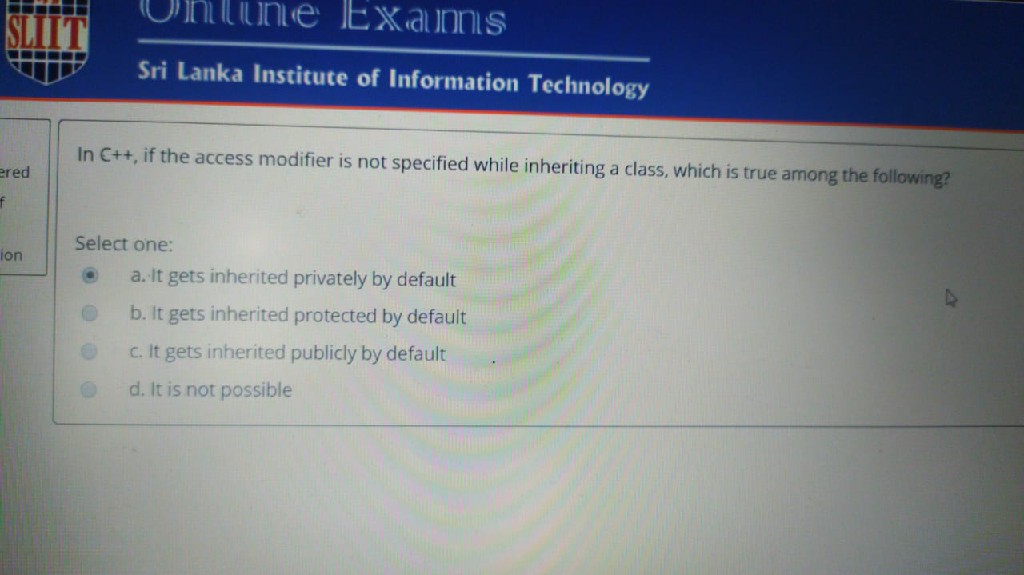 SLIIT
Online Exams
Sri Lanka Institute of Information Technology
ered
f
ion
In C++, if the access modifier is not specified while inheriting a class, which is true among the following?
Select one:
a. It gets inherited privately by default
b. It gets inherited protected by default
c. It gets inherited publicly by default
d. It is not possible